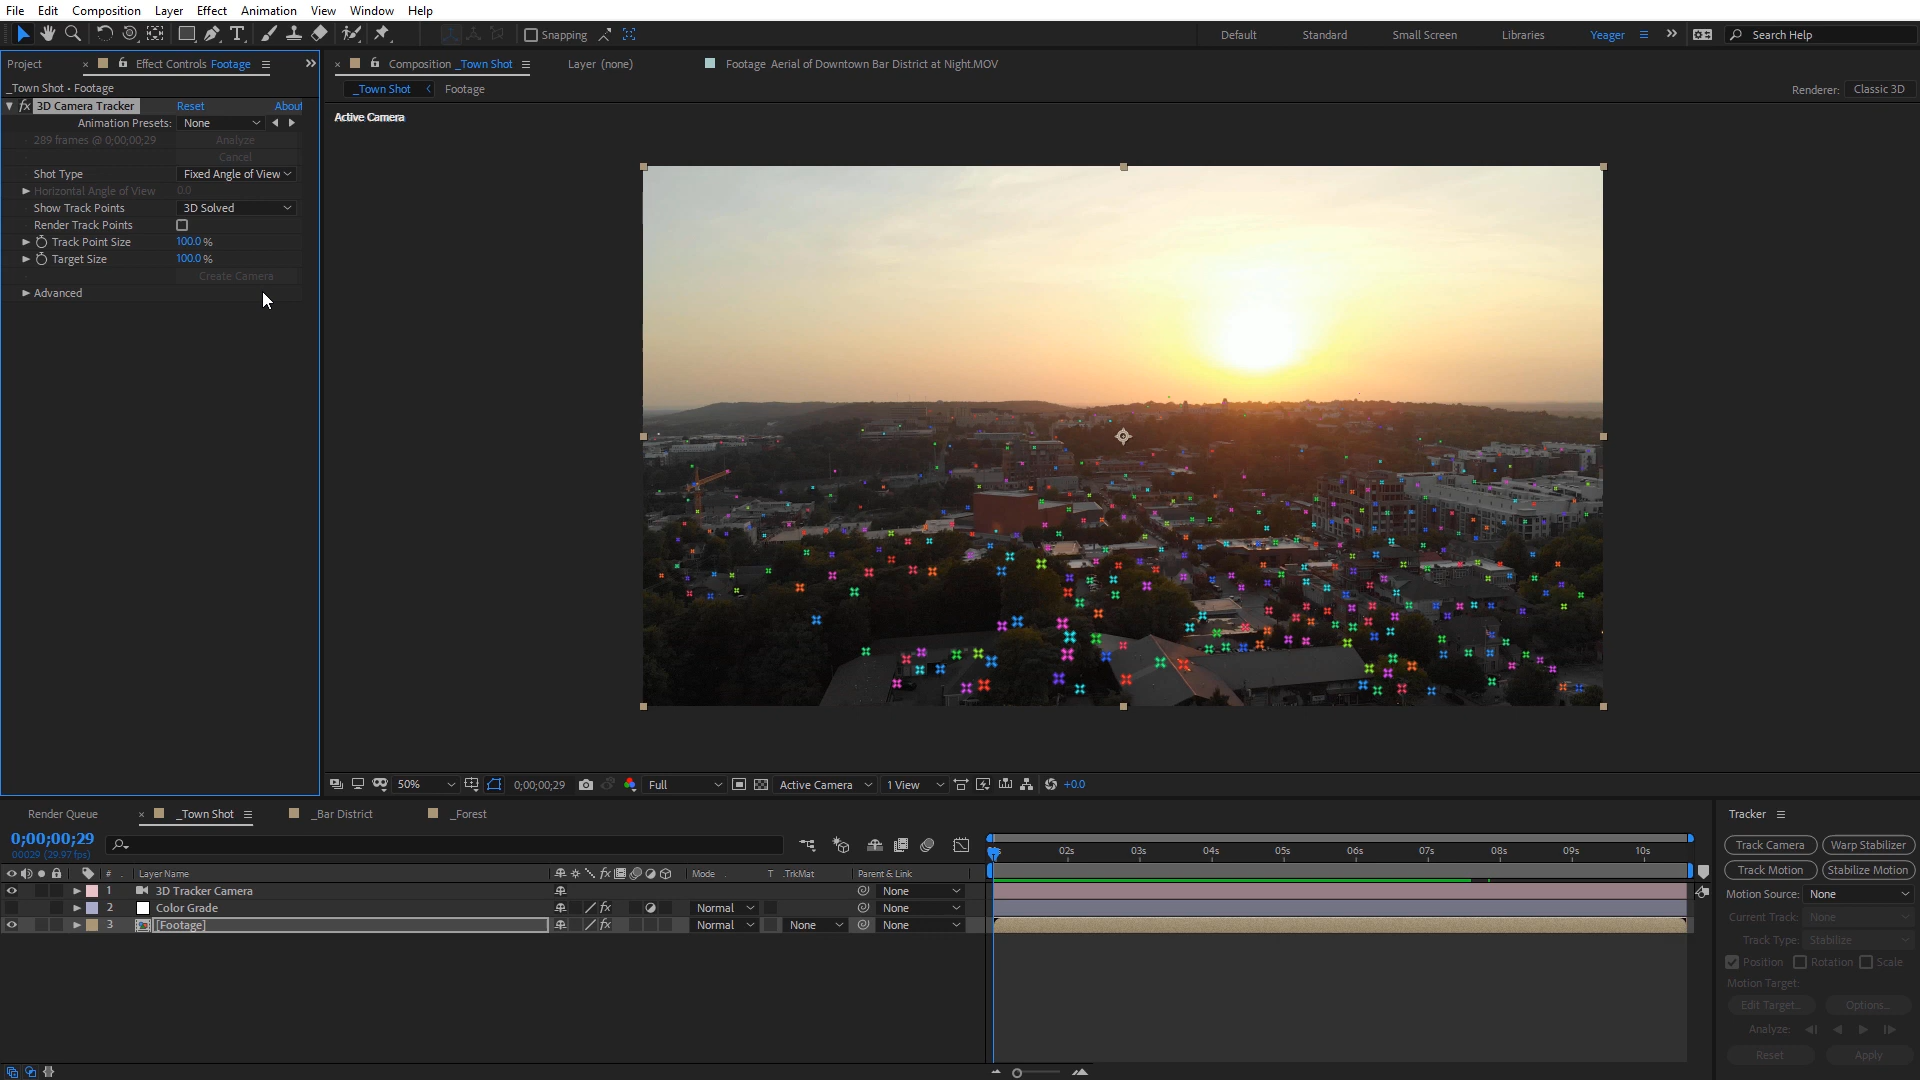 File Edit Composition Layer Effect Animation View Window Help
Snapping Default Standard Small Screen Libraries Yeager Search Help
Project Effect Controls Footage Composition _Town Shot Layer (none) Footage Aerial of Downtown Bar District at Night.MOV
_Town Shot • Footage
_Town Shot Footage Renderer: Classic 3D
fx 3D Camera Tracker Reset About
Active Camera
Animation Presets: None
289 frames @ 0;00;00;29 Analyze
Cancel
Shot Type Fixed Angle of View
Horizontal Angle of View 0.0
Show Track Points 3D Solved
Render Track Points
Track Point Size 100.0 %
Target Size 100.0 %
Create Camera
Advanced
50% 0;00;00;29 Full Active Camera 1 View +0.0
Render Queue _Town Shot _Bar District _Forest
0;00;00;29
00029 (29.97 fps)
02s 03s 04s 05s 06s 07s 08s 09s 10s
# Layer Name fx Mode T .TrkMat Parent & Link
1 3D Tracker Camera None
2 Color Grade fx Normal None
3 [Footage] fx Normal None None
Tracker
Track Camera Warp Stabilizer
Track Motion Stabilize Motion
Motion Source: None
Current Track: None
Track Type: Stabilize
Position Rotation Scale
Motion Target:
Edit Target... Options...
Analyze:
Reset Apply